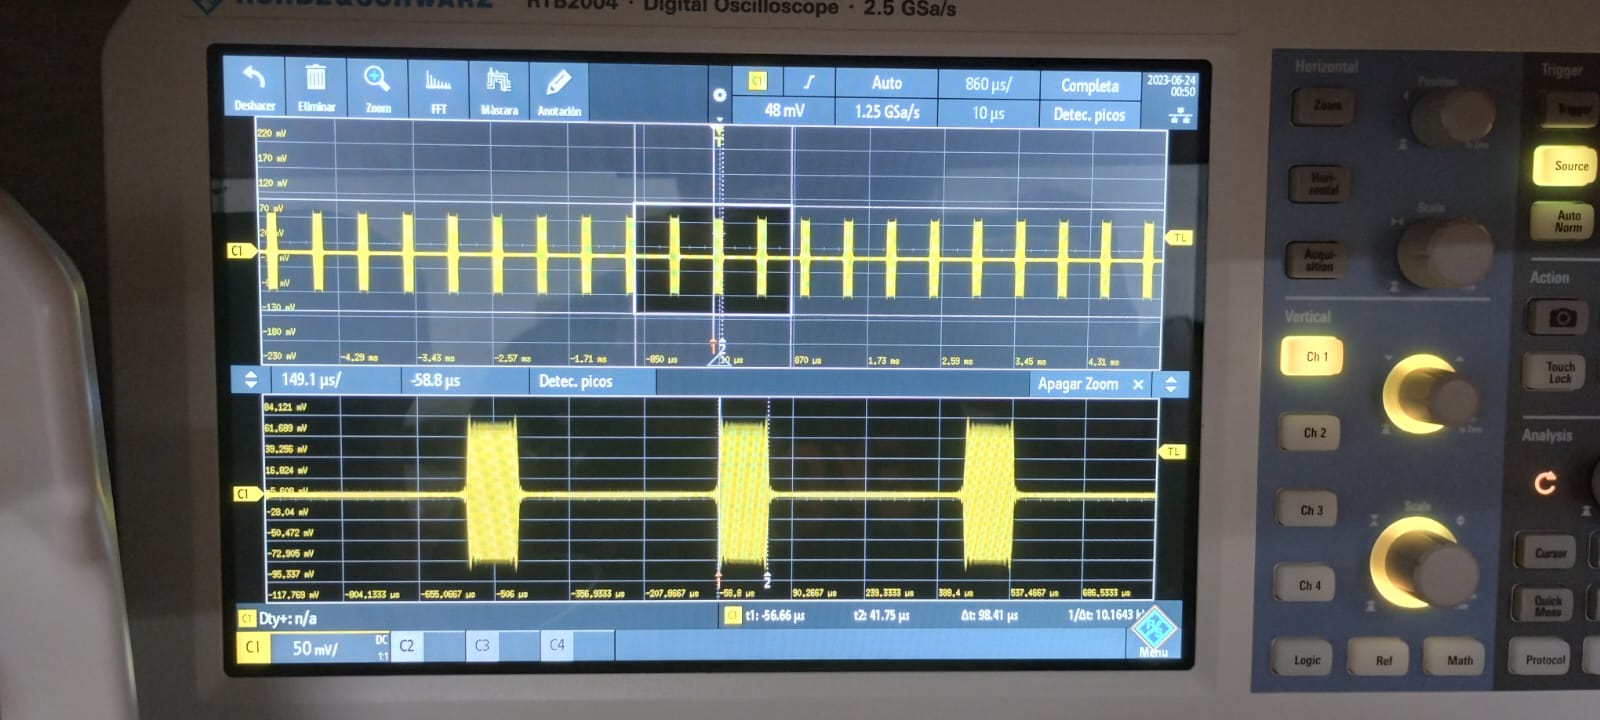 ROHDE&SCHWARZ RTB2004 · Digital Oscilloscope · 2.5 GSa/s
Deshacer Eliminar Zoom FFT Máscara Anotación
C1 Auto 860 µs/ Completa 2023-06-24
48 mV 1.25 GSa/s 10 µs Detec. picos 00:50
220 mV
170 mV
120 mV
70 mV
C1 TL
-130 mV
-180 mV
-230 mV -4.29 ms -3.43 ms -2.57 ms -1.71 ms -850 µs 10 µs 870 µs 1.73 ms 2.59 ms 3.45 ms 4.31 ms
1 2
149.1 µs/ -58.8 µs Detec. picos Apagar Zoom ×
84.121 mV
61.689 mV
39.256 mV
16.824 mV
TL
C1 -5.609 mV
-28.04 mV
-50.472 mV
-72.905 mV
-95.337 mV
1 2
-117.769 mV -804.1333 µs -655.0667 µs -506 µs -356.9333 µs -207.8667 µs -58.8 µs 90.2667 µs 239.3333 µs 388.4 µs 537.4667 µs 686.5333 µs
C1 Dty+: n/a C1 t1: -56.66 µs t2: 41.75 µs Δt: 98.41 µs 1/Δt: 10.1643 k
C1 50 mV/ DC 1:1 C2 C3 C4 R/S Menu
Horizontal
Position
Zoom
Hori-
zontal
Scale
Acqui-
sition
Vertical
Ch 1
Ch 2
Ch 3
Scale
Ch 4
Logic Ref Math
Trigger
Trigger
Source
Auto
Norm
Action
Touch
Lock
Analysis
Cursor
Quick
Meas
Protocol